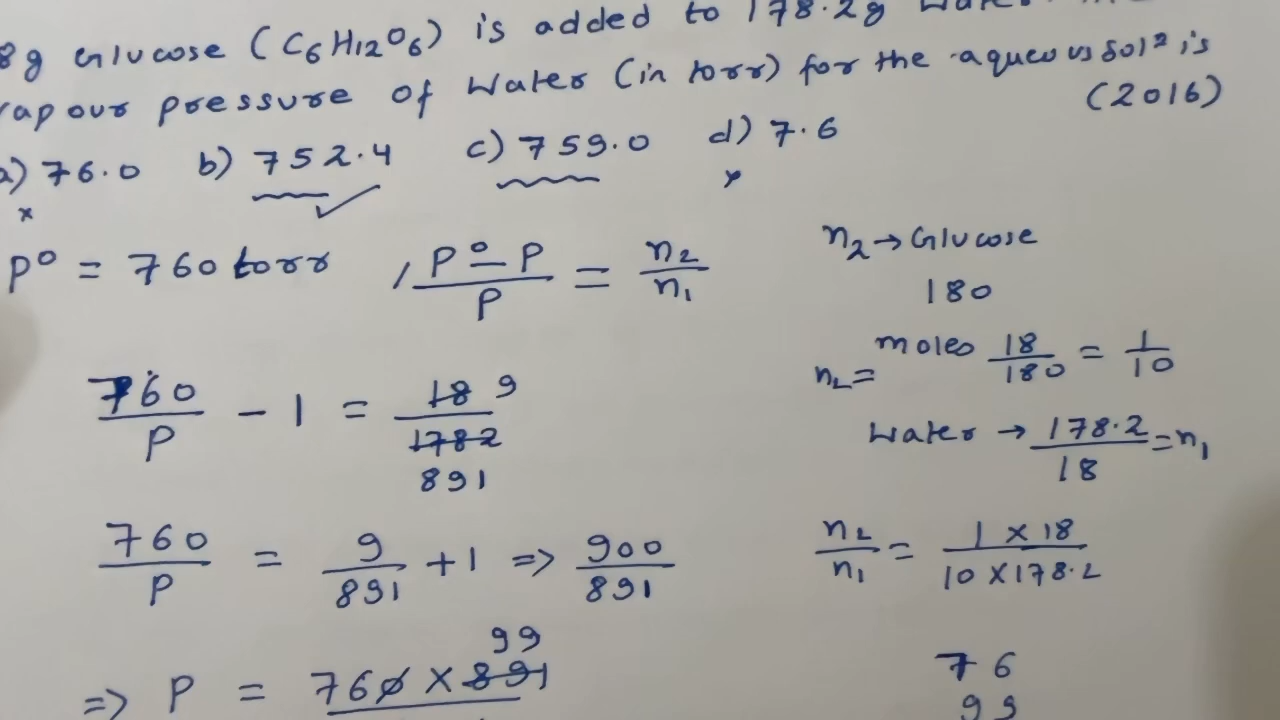 8g Glucose (C6H12O6) is added to 178.2g water.
vapour pressure of Water (in torr) for the aqueous solⁿ is
(2016)
a) 76.0 b) 752.4 c) 759.0 d) 7.6
P° = 760 torr , P° - P / P = n2 / n1
n2 → Glucose
180
n2 = moles 18/180 = 1/10
760/P - 1 = 18 9 / 1782 891
Water → 178.2/18 = n1
760/P = 9/891 + 1 => 900/891
n2/n1 = 1 × 18 / 10 × 178.2
99
=> P = 760 × 891
76
99